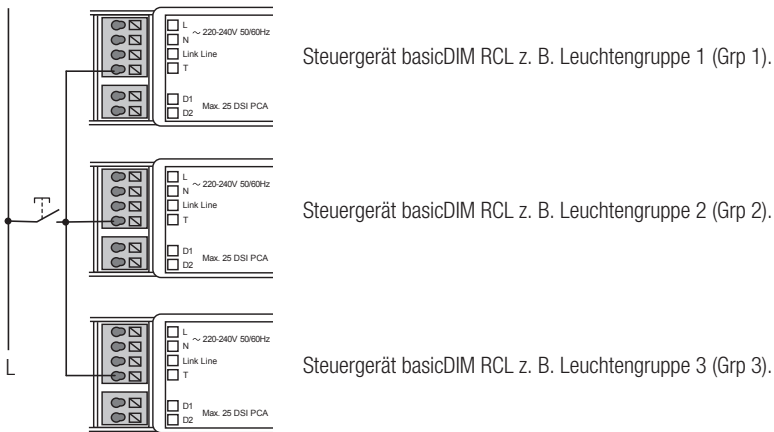 L
~ 220-240V 50/60Hz
N
Link Line
T
D1
Max. 25 DSI PCA
D2
Steuergerät basicDIM RCL z. B. Leuchtengruppe 1 (Grp 1).
L
~ 220-240V 50/60Hz
N
Link Line
T
D1
Max. 25 DSI PCA
D2
Steuergerät basicDIM RCL z. B. Leuchtengruppe 2 (Grp 2).
L
~ 220-240V 50/60Hz
N
Link Line
T
D1
Max. 25 DSI PCA
D2
Steuergerät basicDIM RCL z. B. Leuchtengruppe 3 (Grp 3).
L